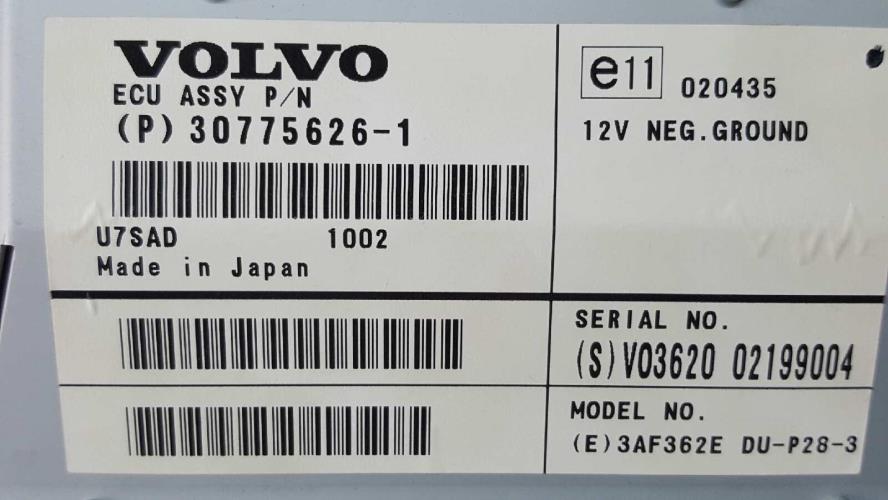 VOLVO
ECU ASSY P/N
(P) 30775626-1
U7SAD 1002
Made in Japan
e11 020435
12V NEG.GROUND
SERIAL NO.
(S)VO3620 02199004
MODEL NO.
(E)3AF362E DU-P28-3